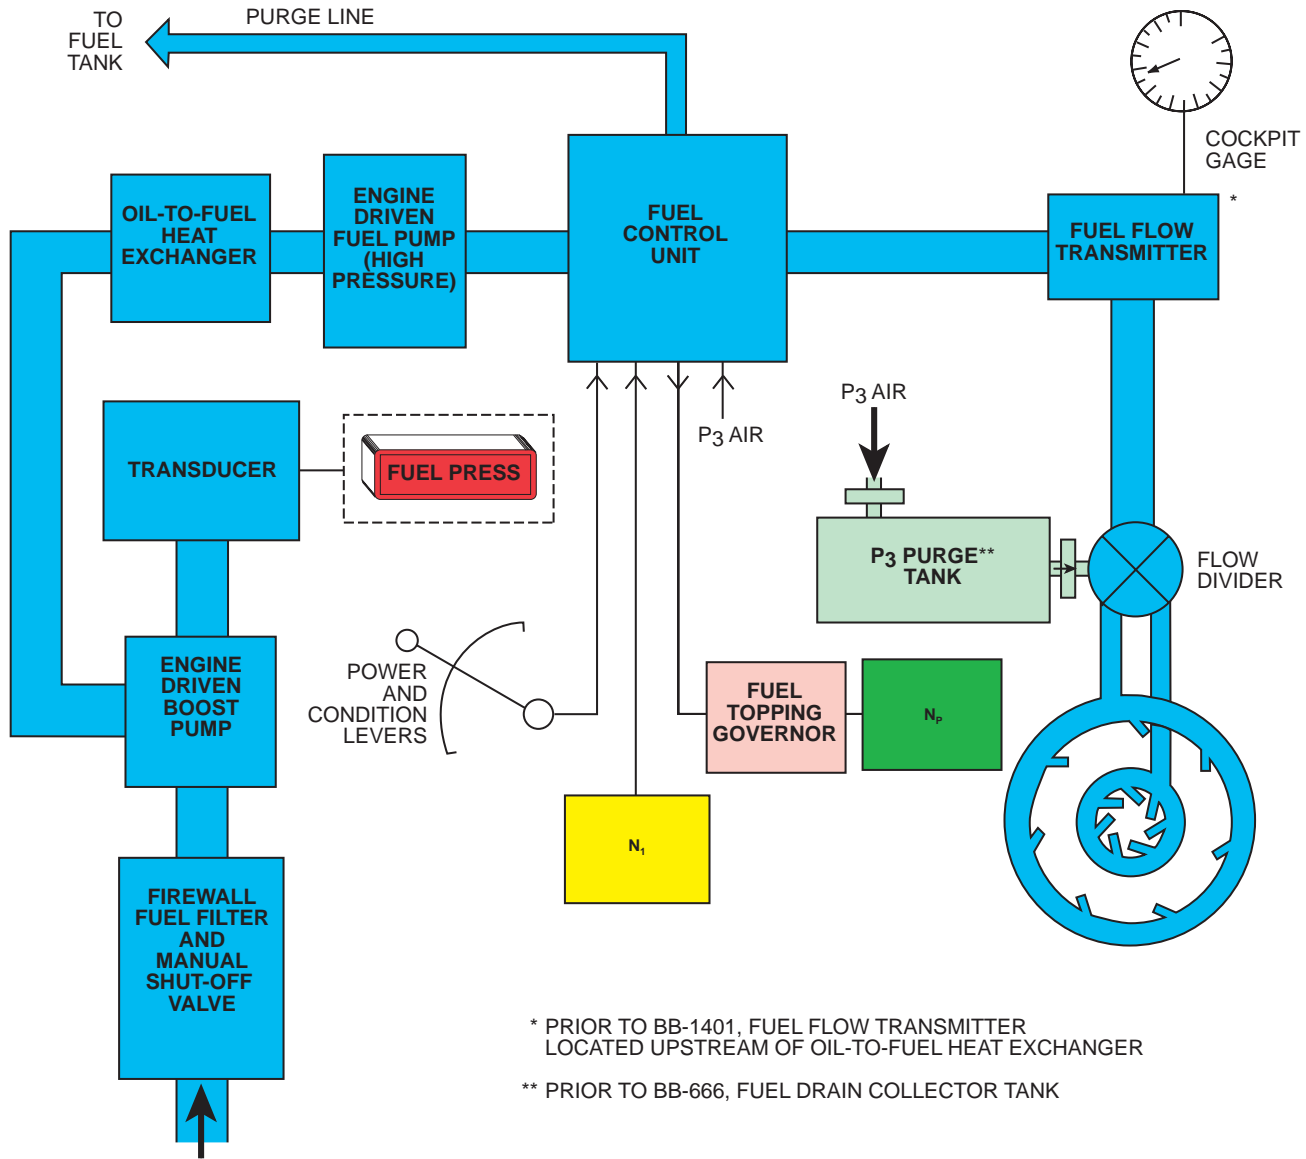 TO
FUEL
TANK
PURGE LINE
COCKPIT
GAGE
OIL-TO-FUEL
HEAT
EXCHANGER
ENGINE
DRIVEN
FUEL PUMP
(HIGH
PRESSURE)
FUEL
CONTROL
UNIT
FUEL FLOW
TRANSMITTER
*
TRANSDUCER
FUEL PRESS
P3 AIR
P3 AIR
P3 PURGE**
TANK
FLOW
DIVIDER
ENGINE
DRIVEN
BOOST
PUMP
POWER
AND
CONDITION
LEVERS
FUEL
TOPPING
GOVERNOR
NP
N1
FIREWALL
FUEL FILTER
AND
MANUAL
SHUT-OFF
VALVE
* PRIOR TO BB-1401, FUEL FLOW TRANSMITTER
LOCATED UPSTREAM OF OIL-TO-FUEL HEAT EXCHANGER
** PRIOR TO BB-666, FUEL DRAIN COLLECTOR TANK